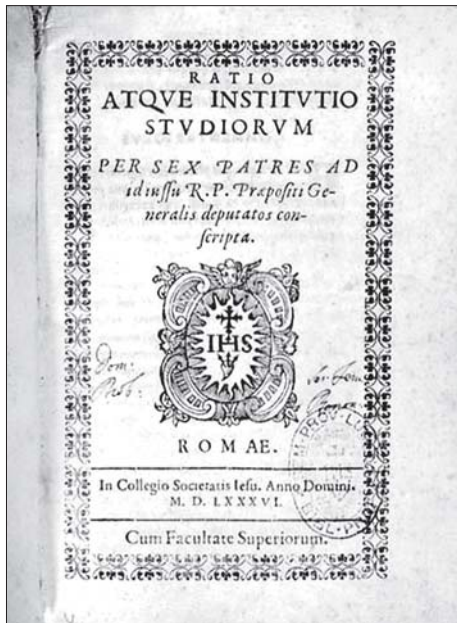 RATIO
ATQVE INSTITVTIO
STVDIORVM
PER SEX PATRES AD
id iussu R. P. Præpositi Ge-
neralis deputatos con-
scripta.
IHS
ROMAE.
In Collegio Societatis Iesu. Anno Domini.
M. D. LXXXVI.
Cum Facultate Superiorum.